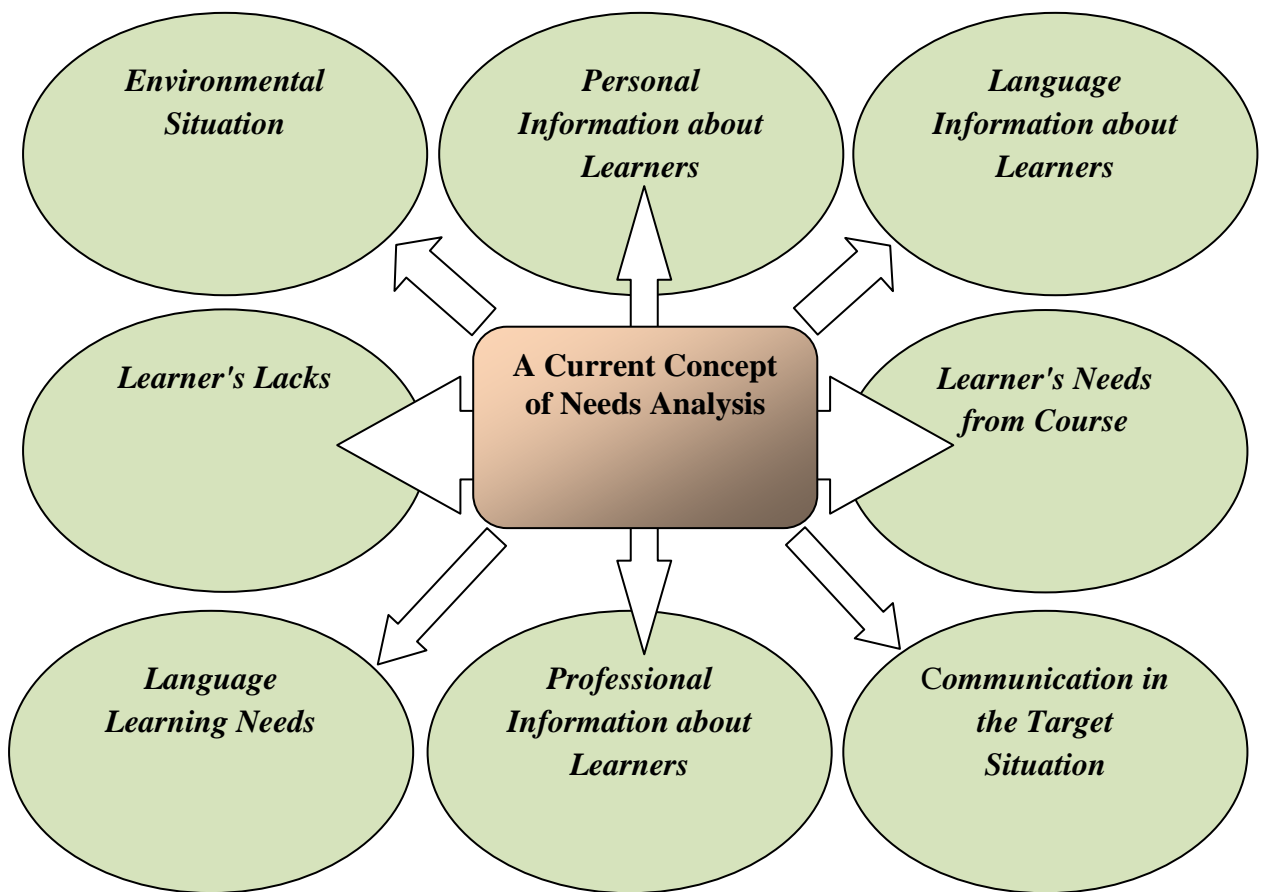 Environmental
Situation
Personal
Information about
Learners
Language
Information about
Learners
Learner's Lacks
A Current Concept
of Needs Analysis
Learner's Needs
from Course
Language
Learning Needs
Professional
Information about
Learners
Communication in
the Target
Situation